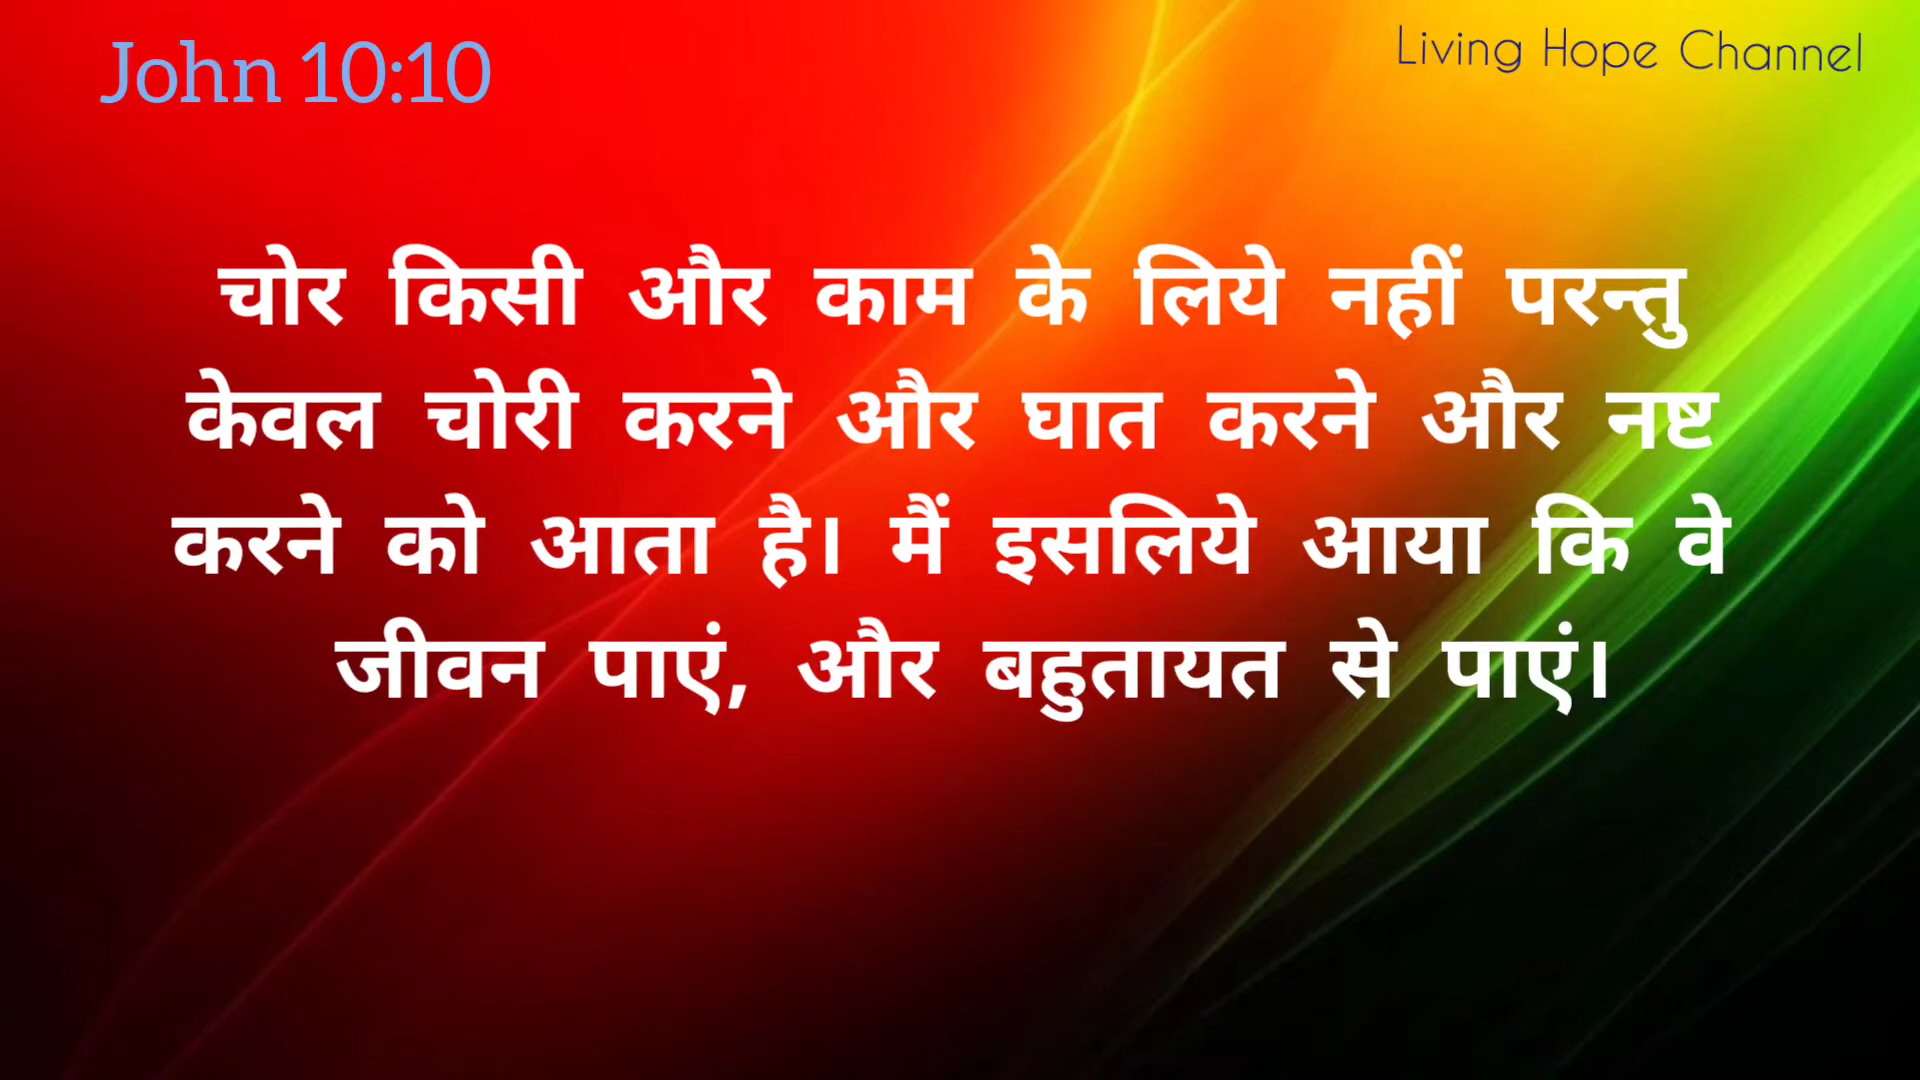 John 10:10
Living Hope Channel
चोर किसी और काम के लिये नहीं परन्तु
केवल चोरी करने और घात करने और नष्ट
करने को आता है। मैं इसलिये आया कि वे
जीवन पाएं, और बहुतायत से पाएं।